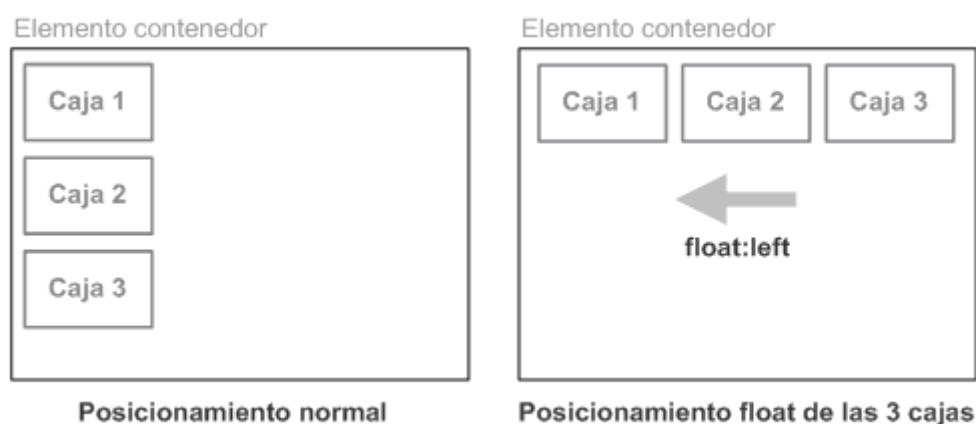 Elemento contenedor
Caja 1
Caja 2
Caja 3
Posicionamiento normal
Elemento contenedor
Caja 1 Caja 2 Caja 3
float:left
Posicionamiento float de las 3 cajas